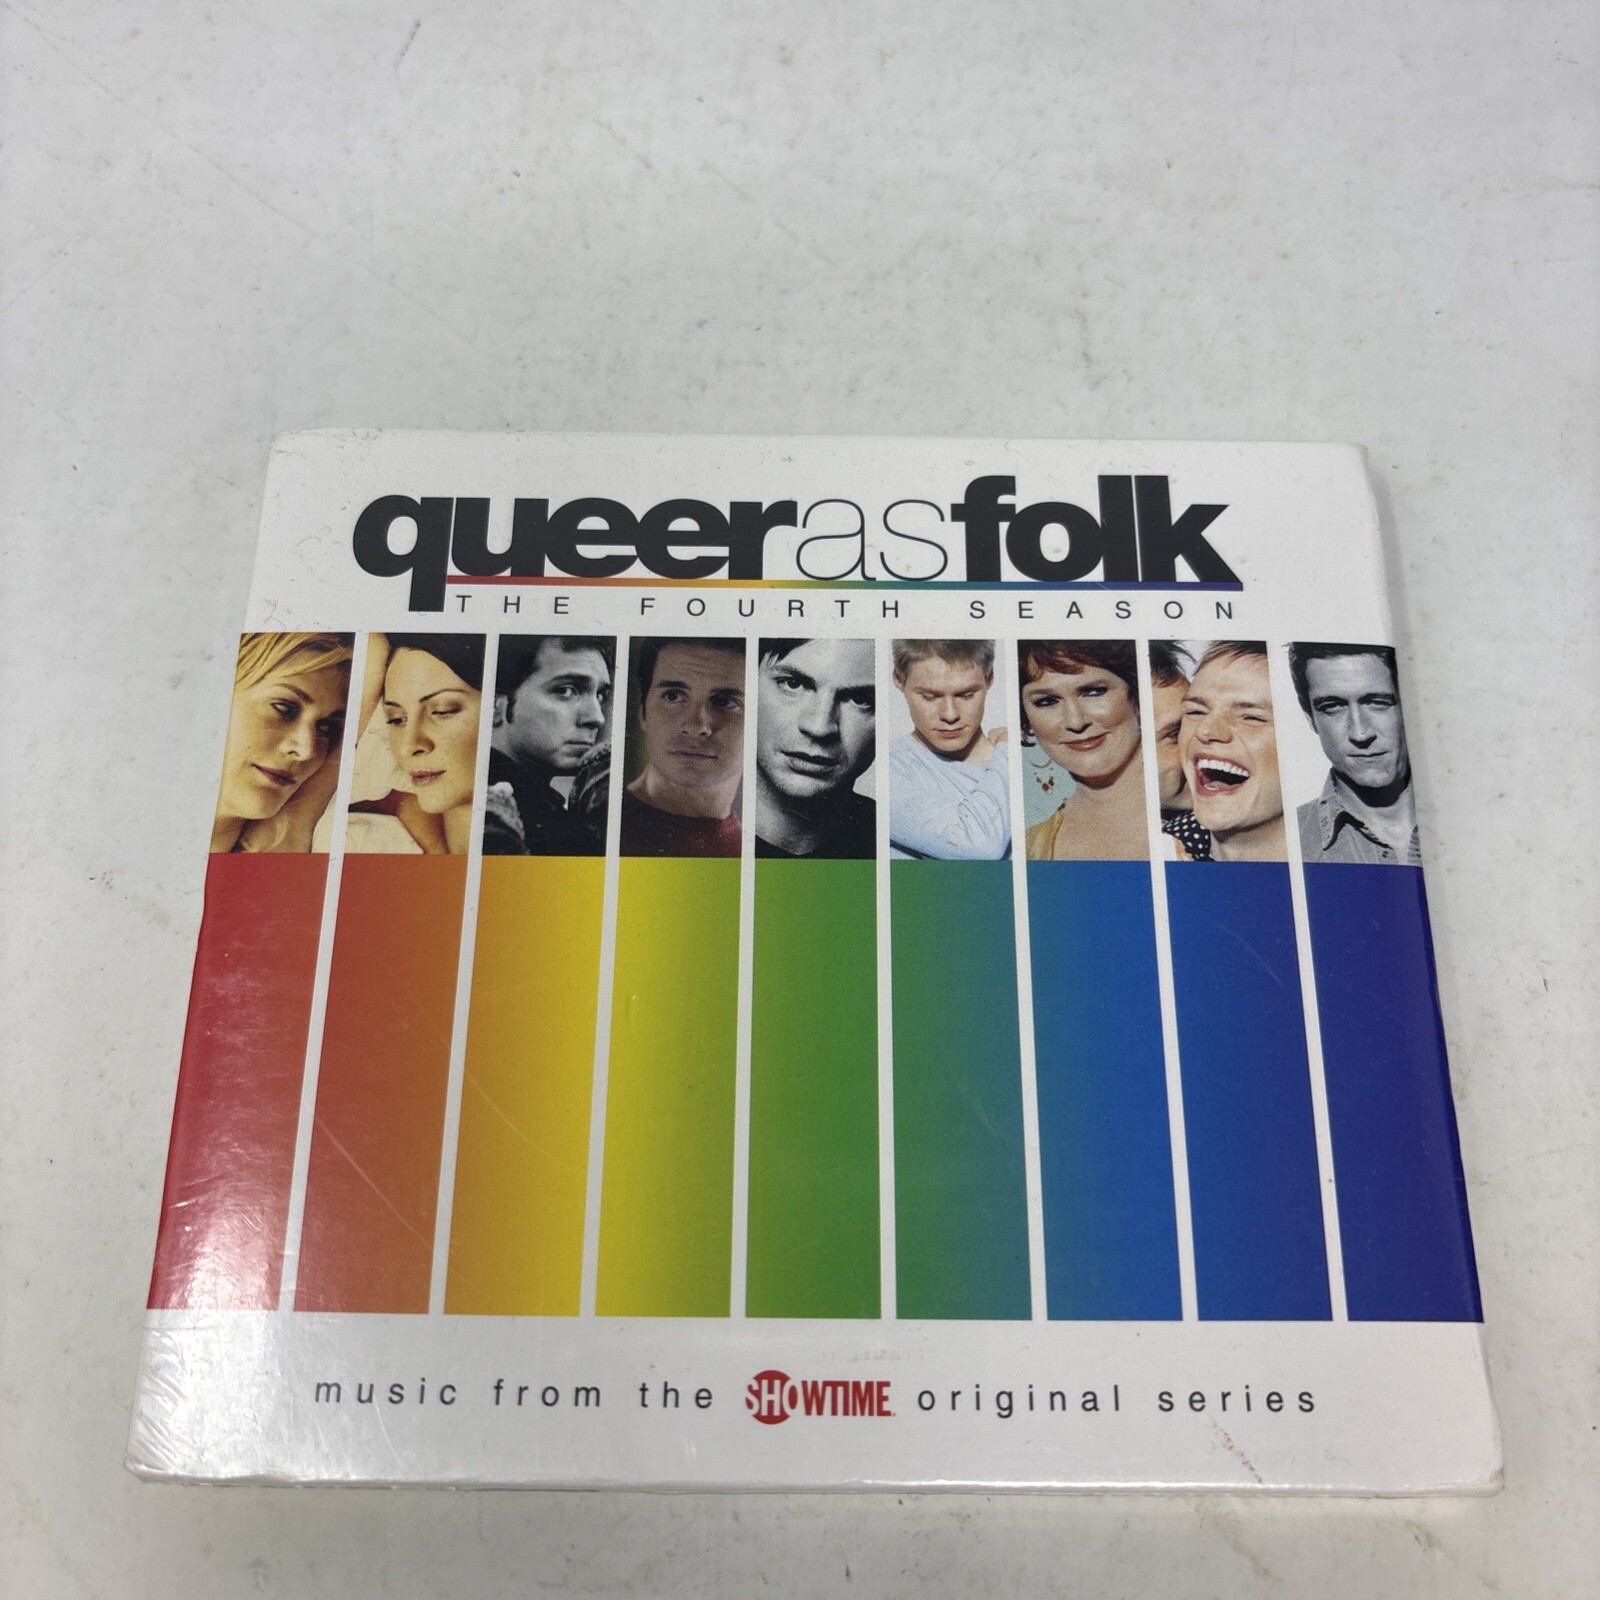 queerasfolk
THE FOURTH SEASON
music from the SHOWTIME original series